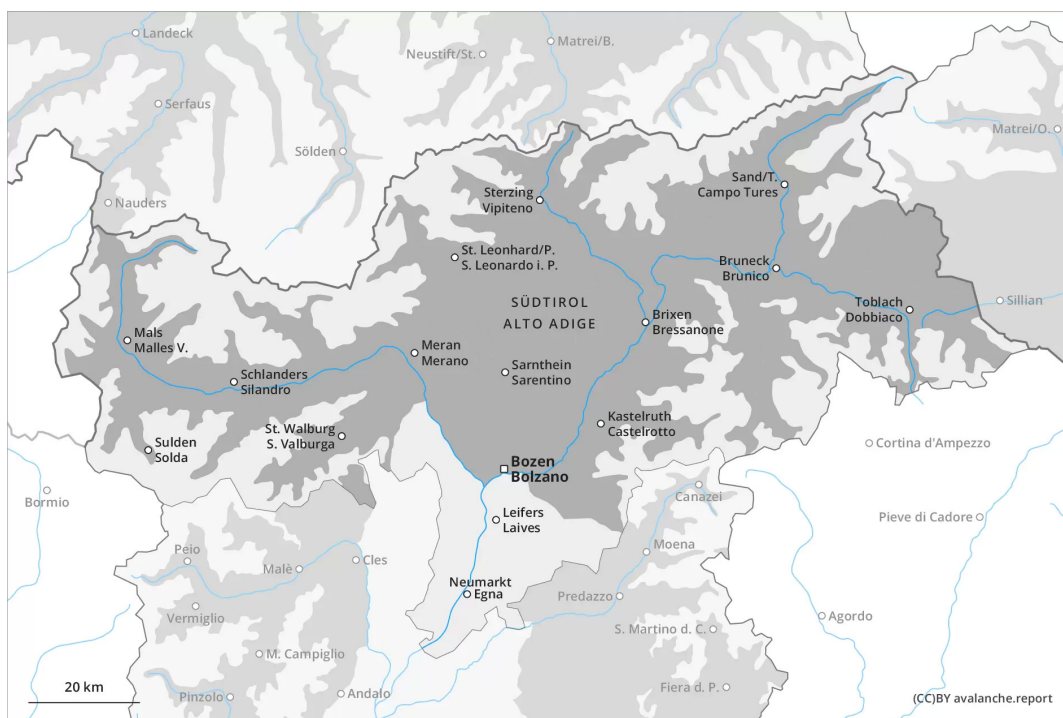 Landeck
Matrei/B.
Neustift/St.
Serfaus
Matrei/O.
Sölden
Sand/T.
Campo Tures
Nauders
Sterzing
Vipiteno
St. Leonhard/P.
S. Leonardo i. P.
Bruneck
Brunico
SÜDTIROL
ALTO ADIGE
Toblach
Dobbiaco
Sillian
Brixen
Bressanone
Mals
Malles V.
Meran
Merano
Sarnthein
Sarentino
Schlanders
Silandro
Kastelruth
Castelrotto
St. Walburg
S. Valburga
Sulden
Solda
Cortina d'Ampezzo
Bozen
Bolzano
Canazei
Bormio
Leifers
Laives
Pieve di Cadore
Peio
Moena
Cles
Malè
Neumarkt
Egna
Predazzo
Vermiglio
Agordo
S. Martino d. C.
M. Campiglio
20 km
Pinzolo
Andalo
Fiera d. P.
(CC)BY avalanche.report